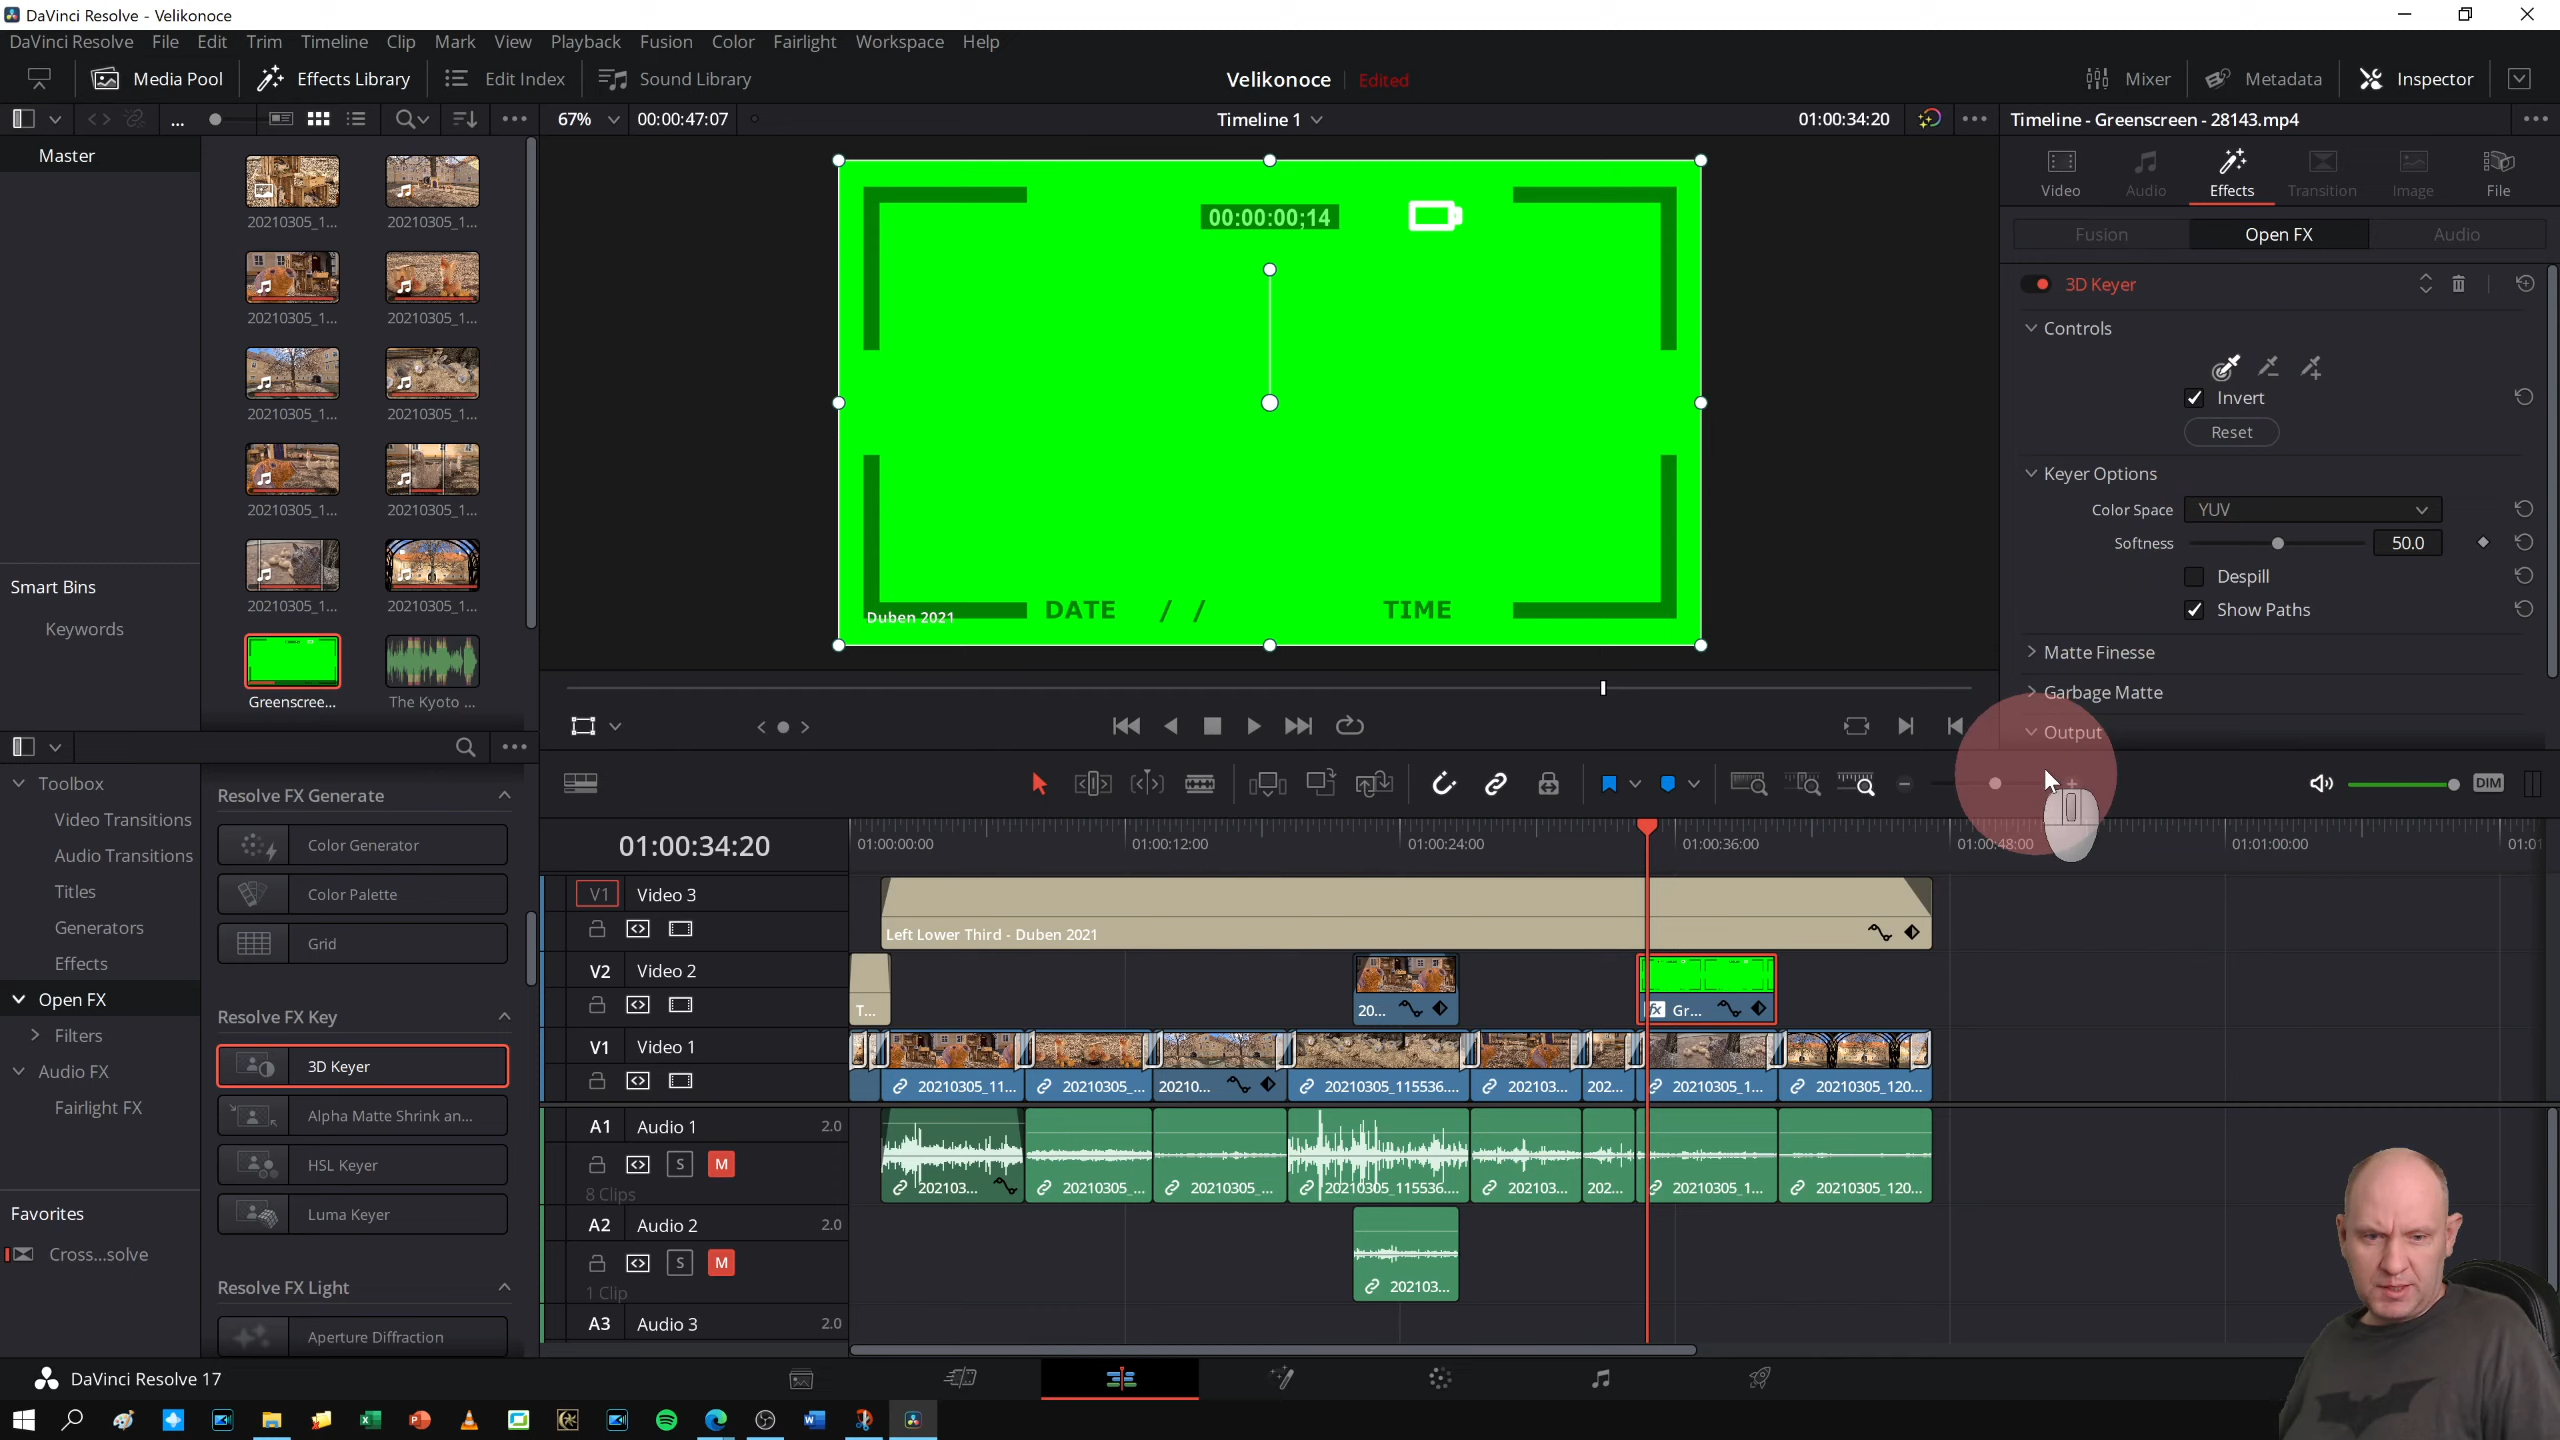 DaVinci Resolve - Velikonoce
DaVinci Resolve File Edit Trim Timeline Clip Mark View Playback Fusion Color Fairlight Workspace Help
Media Pool Effects Library Edit Index Sound Library Velikonoce Edited Mixer Metadata Inspector
... 67% 00:00:47:07 Timeline 1 01:00:34:20 Timeline - Greenscreen - 28143.mp4
Master
20210305_1... 20210305_1...
20210305_1... 20210305_1...
20210305_1... 20210305_1...
20210305_1... 20210305_1...
20210305_1... 20210305_1...
Greenscree... The Kyoto ...
Smart Bins
Keywords
00:00:00;14
Duben 2021 DATE / / TIME
Video Audio Effects Transition Image File
Fusion Open FX Audio
3D Keyer
Controls
Invert
Reset
Keyer Options
Color Space YUV
Softness 50.0
Despill
Show Paths
Matte Finesse
Garbage Matte
Output
Toolbox
Video Transitions
Audio Transitions
Titles
Generators
Effects
Open FX
Filters
Audio FX
Fairlight FX
Favorites
Cross...solve
Resolve FX Generate
Color Generator
Color Palette
Grid
Resolve FX Key
3D Keyer
Alpha Matte Shrink an...
HSL Keyer
Luma Keyer
Resolve FX Light
Aperture Diffraction
DIM
01:00:34:20 01:00:00:00 01:00:12:00 01:00:24:00 01:00:36:00 01:00:48:00 01:01:00:00 01:01
V1 Video 3
Left Lower Third - Duben 2021
V2 Video 2
T... 20... fx Gr...
V1 Video 1
20210305_11... 20210305_... 20210... 20210305_115536.... 202103... 202... 20210305_1... 20210305_120...
A1 Audio 1 2.0
S M
8 Clips
202103... 20210305_... 20210305_... 20210305_115536.... 202103... 202... 20210305_1... 20210305_120...
A2 Audio 2 2.0
S M
1 Clip
202103...
A3 Audio 3 2.0
DaVinci Resolve 17